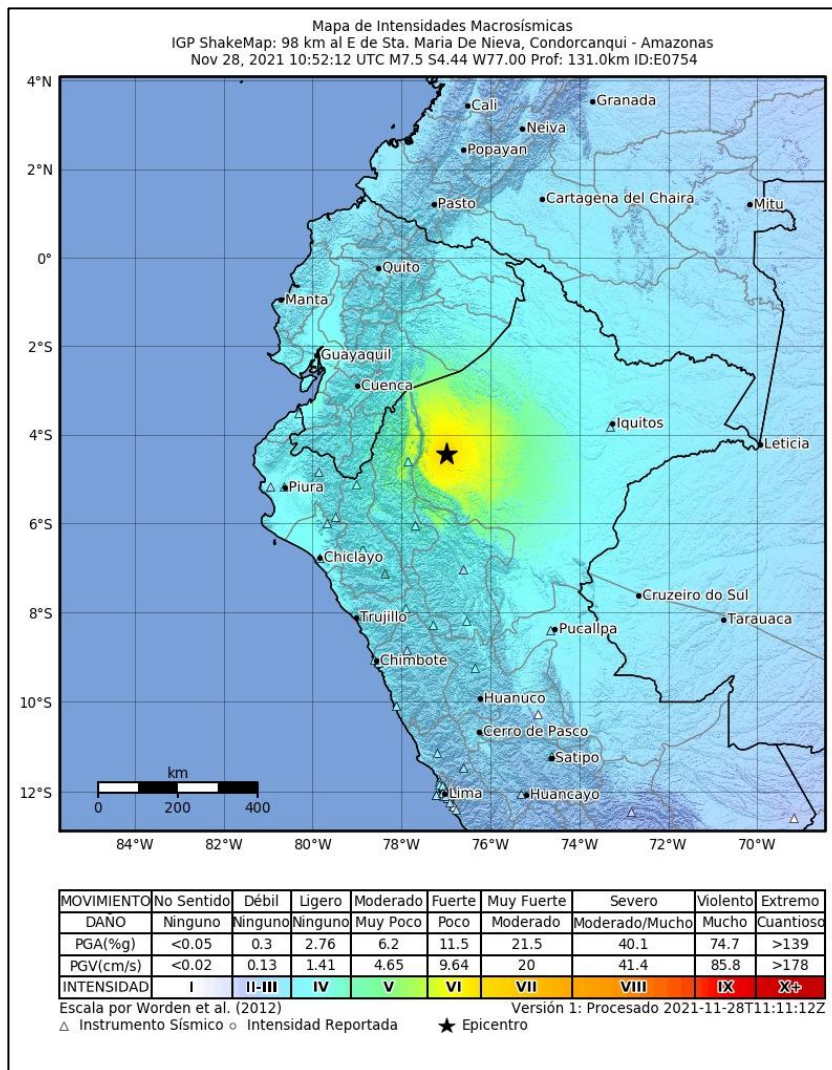 Mapa de Intensidades Macrosísmicas
IGP ShakeMap: 98 km al E de Sta. Maria De Nieva, Condorcanqui - Amazonas
Nov 28, 2021 10:52:12 UTC M7.5 S4.44 W77.00 Prof: 131.0km ID:E0754
4°N
Cali
Granada
Neiva
Popayan
2°N
Pasto
Cartagena del Chaira
Mitu
0°
Quito
Manta
2°S
Guayaquil
Cuenca
4°S
Iquitos
Leticia
Piura
6°S
Chiclayo
Cruzeiro do Sul
8°S
Trujillo
Tarauaca
Pucallpa
Chimbote
10°S
Huanuco
Cerro de Pasco
Satipo
km
0 200 400
12°S
Lima
Huancayo
84°W 82°W 80°W 78°W 76°W 74°W 72°W 70°W
MOVIMIENTO No Sentido Débil Ligero Moderado Fuerte Muy Fuerte Severo Violento Extremo
DAÑO Ninguno Ninguno Ninguno Muy Poco Poco Moderado Moderado/Mucho Mucho Cuantioso
PGA(%g) <0.05 0.3 2.76 6.2 11.5 21.5 40.1 74.7 >139
PGV(cm/s) <0.02 0.13 1.41 4.65 9.64 20 41.4 85.8 >178
INTENSIDAD I II-III IV V VI VII VIII IX X+
Escala por Worden et al. (2012) Versión 1: Procesado 2021-11-28T11:11:12Z
Instrumento Sísmico Intensidad Reportada Epicentro